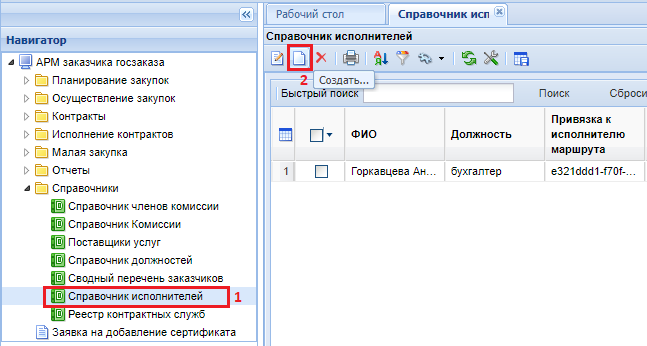 Навигатор
АРМ заказчика госзаказа
Планирование закупок
Осуществление закупок
Контракты
Исполнение контрактов
Малая закупка
Отчеты
Справочники
Справочник членов комиссии
Справочник Комиссии
Поставщики услуг
Справочник должностей
Сводный перечень заказчиков
Справочник исполнителей 1
Реестр контрактных служб
Заявка на добавление сертификата
Рабочий стол Справочник исп
Справочник исполнителей
2 Создать...
Быстрый поиск Поиск Сброси
ФИО Должность Привязка к
исполнителю
маршрута
1 Горкавцева Ан... бухгалтер e321ddd1-f70f-...